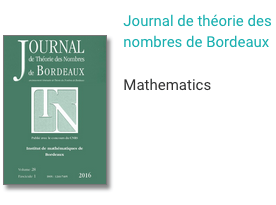 JOURNAL
de Théorie des Nombres
de BORDEAUX
TN
Institut de mathématiques de
Bordeaux
2016
Journal de théorie des
nombres de Bordeaux
Mathematics